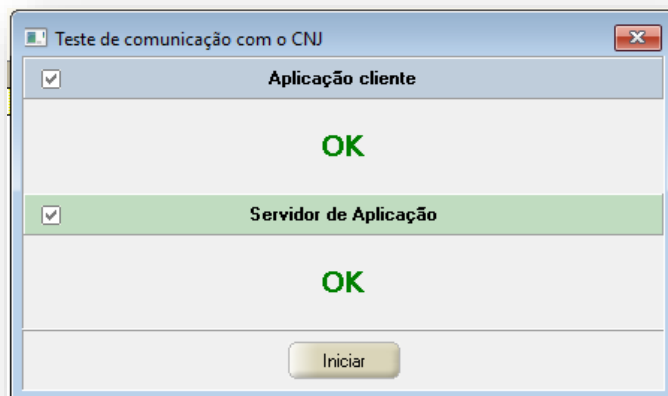 Teste de comunicação com o CNJ
Aplicação cliente
OK
Servidor de Aplicação
OK
Iniciar